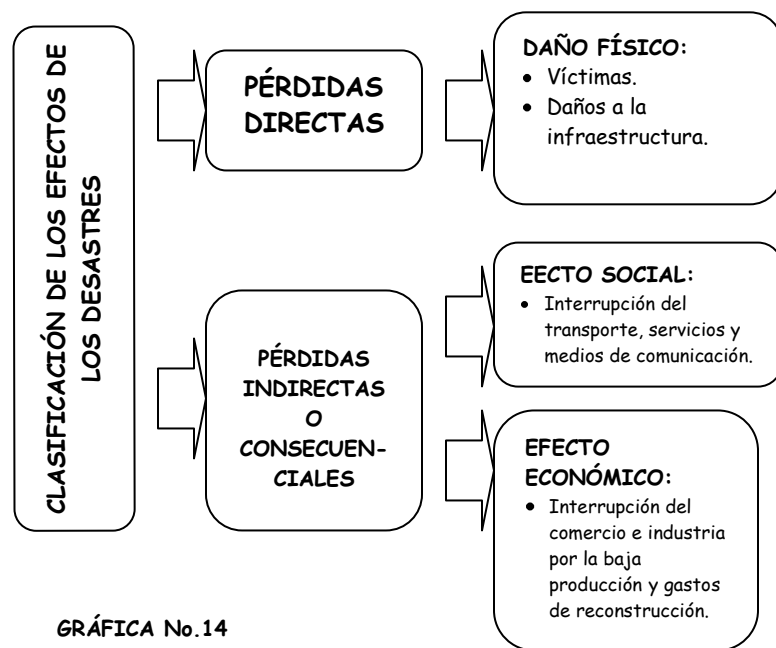 CLASIFICACIÓN DE LOS EFECTOS DE
LOS DESASTRES
PÉRDIDAS
DIRECTAS
DAÑO FÍSICO:
• Víctimas.
• Daños a la
infraestructura.
PÉRDIDAS
INDIRECTAS
O
CONSECUEN-
CIALES
EECTO SOCIAL:
• Interrupción del
transporte, servicios y
medios de comunicación.
EFECTO
ECONÓMICO:
• Interrupción del
comercio e industria
por la baja
producción y gastos
de reconstrucción.
GRÁFICA No.14